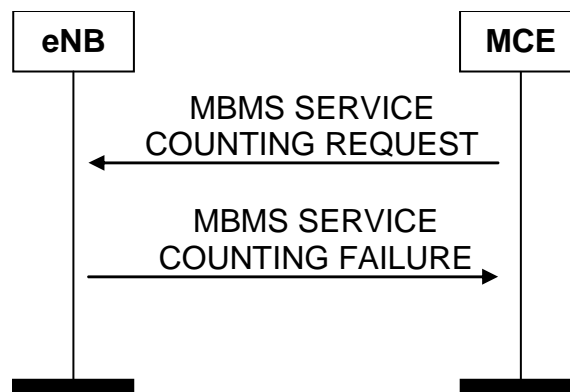 eNB
MCE
MBMS SERVICE
COUNTING REQUEST
MBMS SERVICE
COUNTING FAILURE